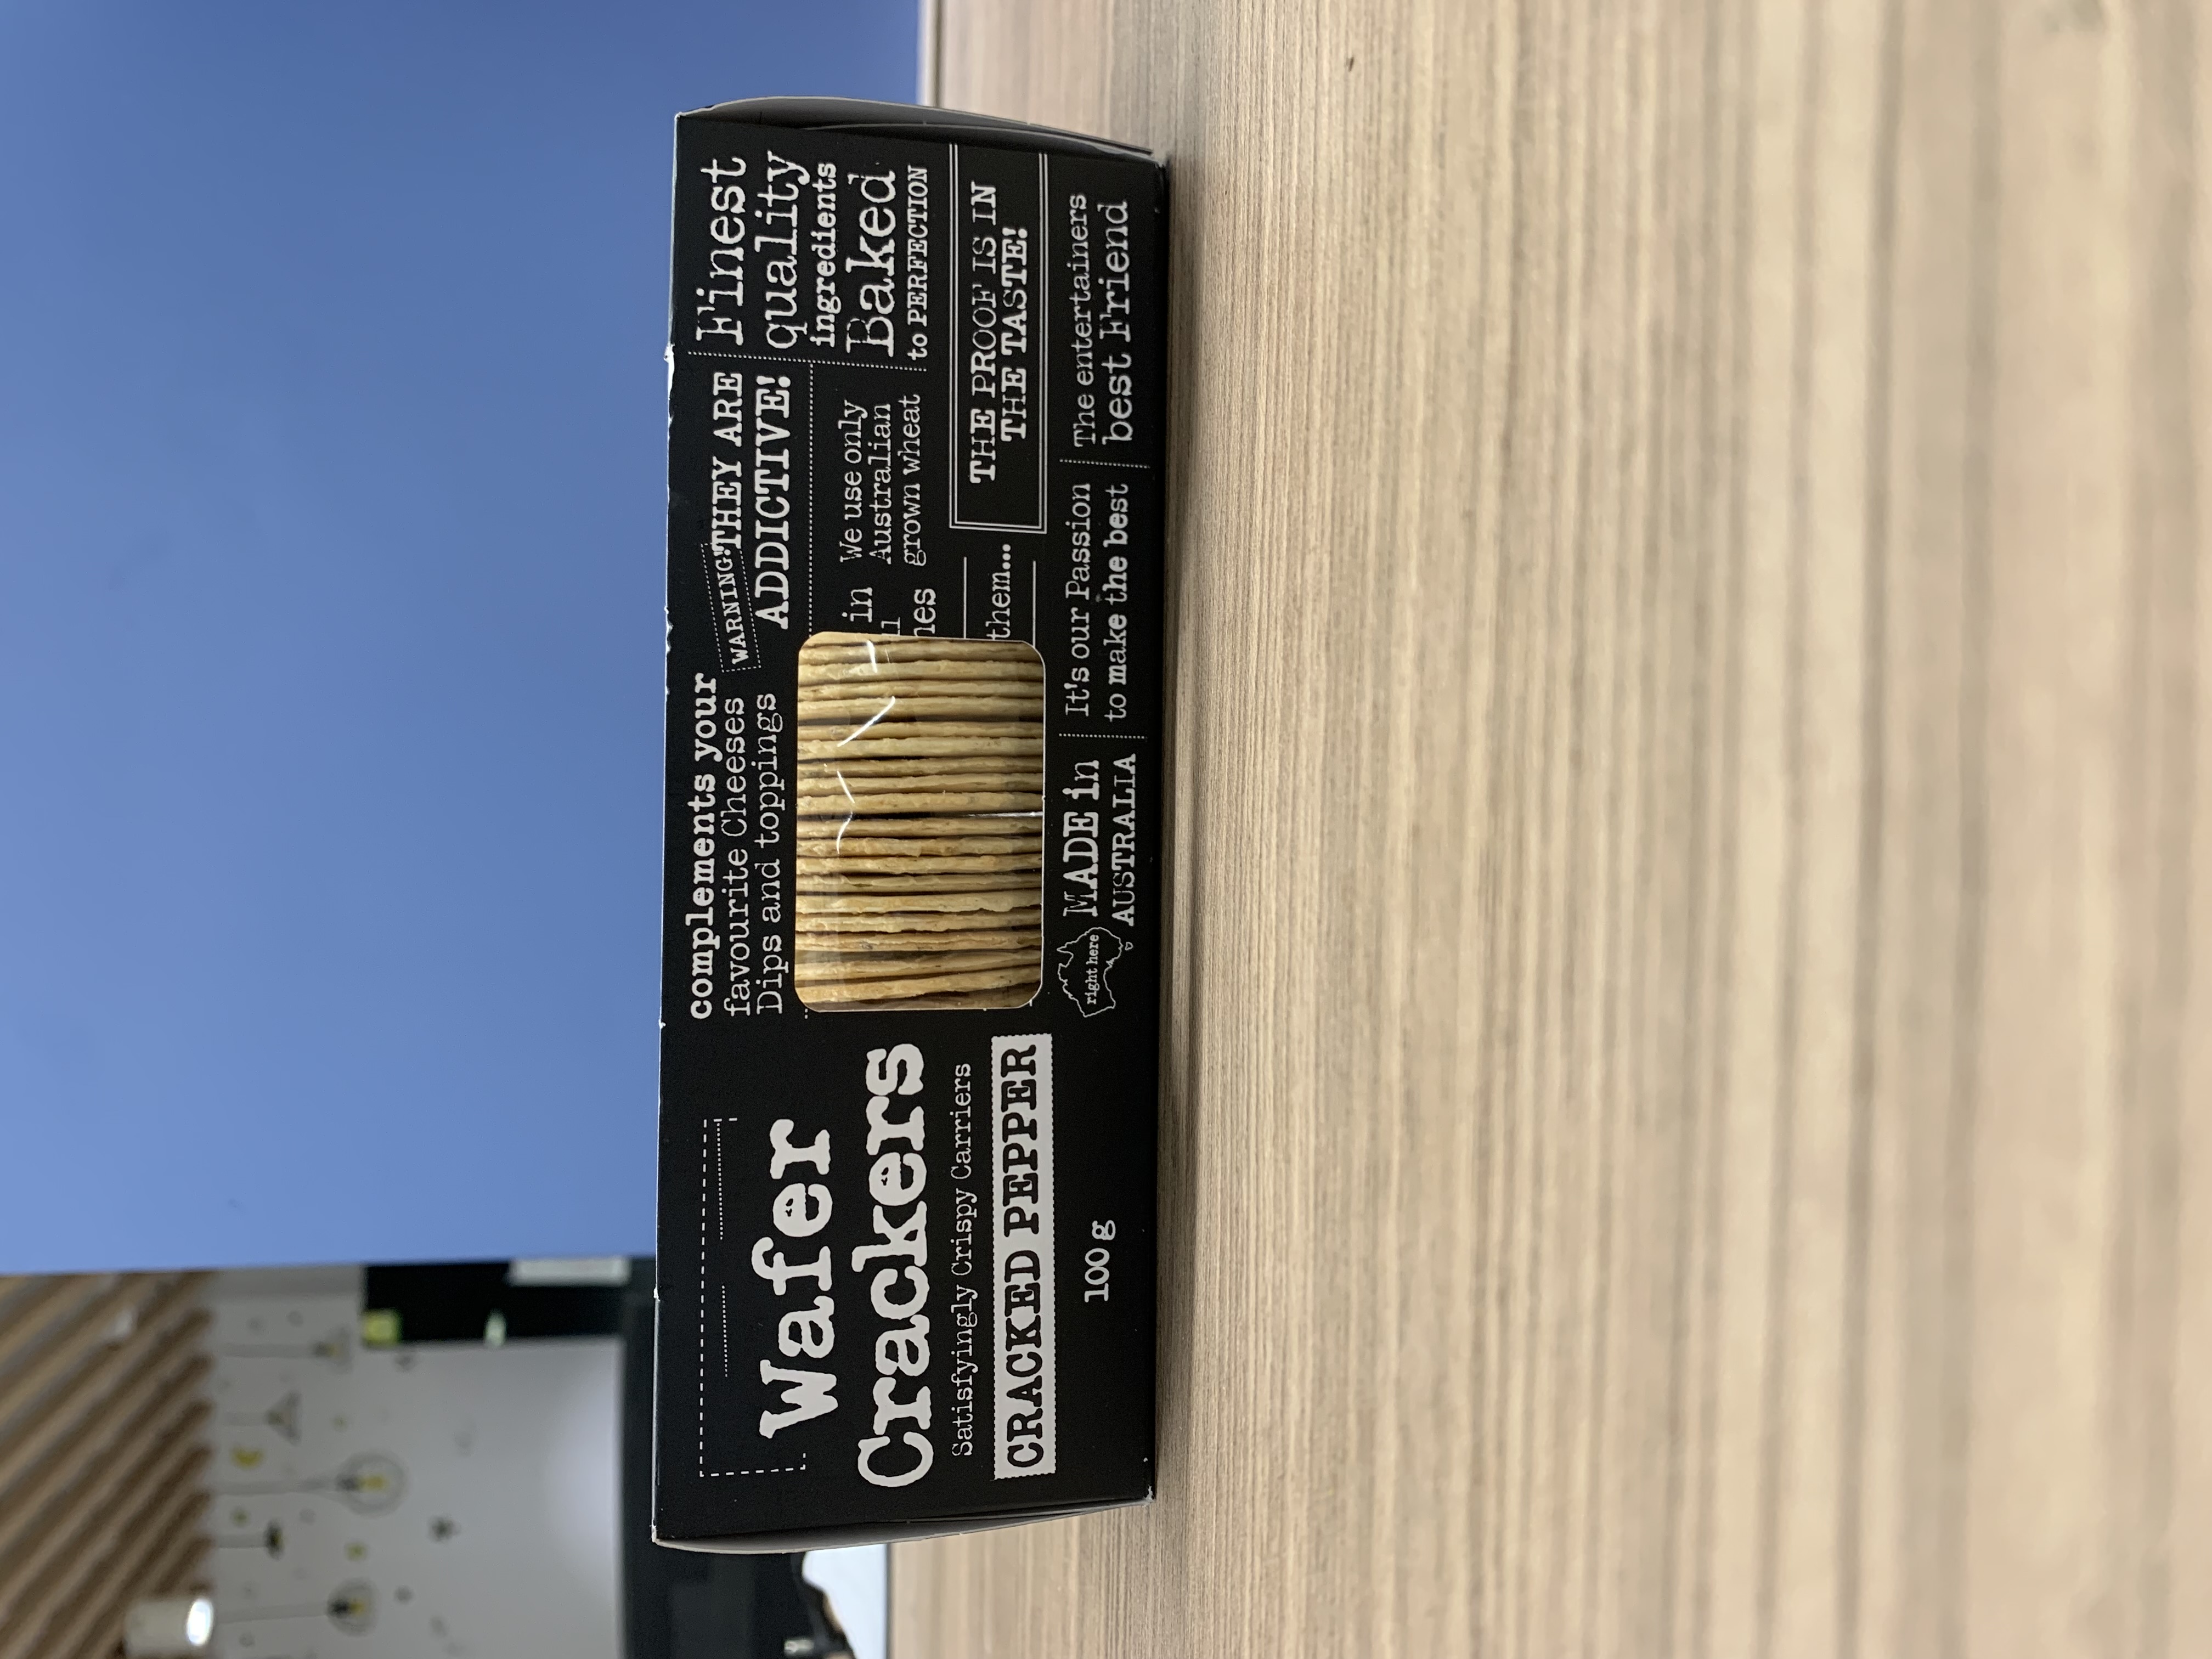 Wafer
Crackers
Satisfyingly Crispy Carriers
CRACKED PEPPER
100 g
complements your
favourite Cheeses
Dips and toppings
WARNING! THEY ARE
ADDICTIVE!
in
We use only
Australian
grown wheat
them...
Finest
quality
ingredients
Baked
to PERFECTION
THE PROOF IS IN
THE TASTE!
right here
MADE in
AUSTRALIA
It's our Passion
to make the best
The entertainers
best Friend